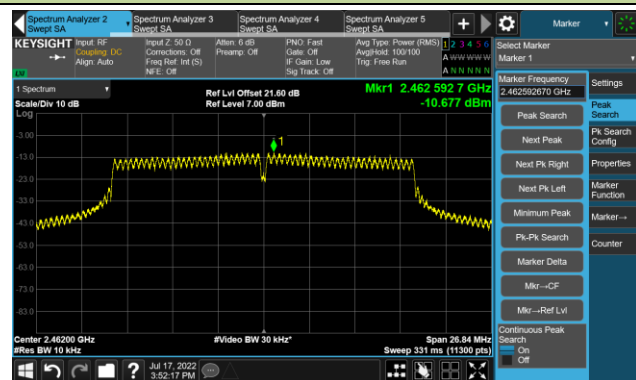 Spectrum Analyzer 2
Swept SA
Spectrum Analyzer 3
Swept SA
Spectrum Analyzer 4
Swept SA
Spectrum Analyzer 5
Swept SA
Marker
KEYSIGHT
Input: RF
Coupling: DC
Align: Auto
Input Z: 50 Ω
Corrections: Off
Freq Ref: Int (S)
NFE: Off
Atten: 6 dB
Preamp: Off
PNO: Fast
Gate: Off
IF Gain: Low
Sig Track: Off
Avg Type: Power (RMS)
Avg|Hold: 100/100
Trig: Free Run
1 2 3 4 5 6
A W W W W W
A N N N N N
Select Marker
Marker 1
LVI
1 Spectrum
Scale/Div 10 dB
Log
Ref Lvl Offset 21.60 dB
Ref Level 7.00 dBm
Mkr1 2.462 592 7 GHz
-10.677 dBm
Marker Frequency
2.462592670 GHz
Peak Search
Next Peak
Next Pk Right
Next Pk Left
Minimum Peak
Pk-Pk Search
Marker Delta
Mkr→CF
Mkr→Ref Lvl
Continuous Peak
Search
On
Off
Settings
Peak
Search
Pk Search
Config
Properties
Marker
Function
Marker→
Counter
1
-3.00
-13.0
-23.0
-33.0
-43.0
-53.0
-63.0
-73.0
-83.0
Center 2.46200 GHz
#Res BW 10 kHz
#Video BW 30 kHz*
Span 26.84 MHz
Sweep 331 ms (11300 pts)
?
Jul 17, 2022
3:52:17 PM